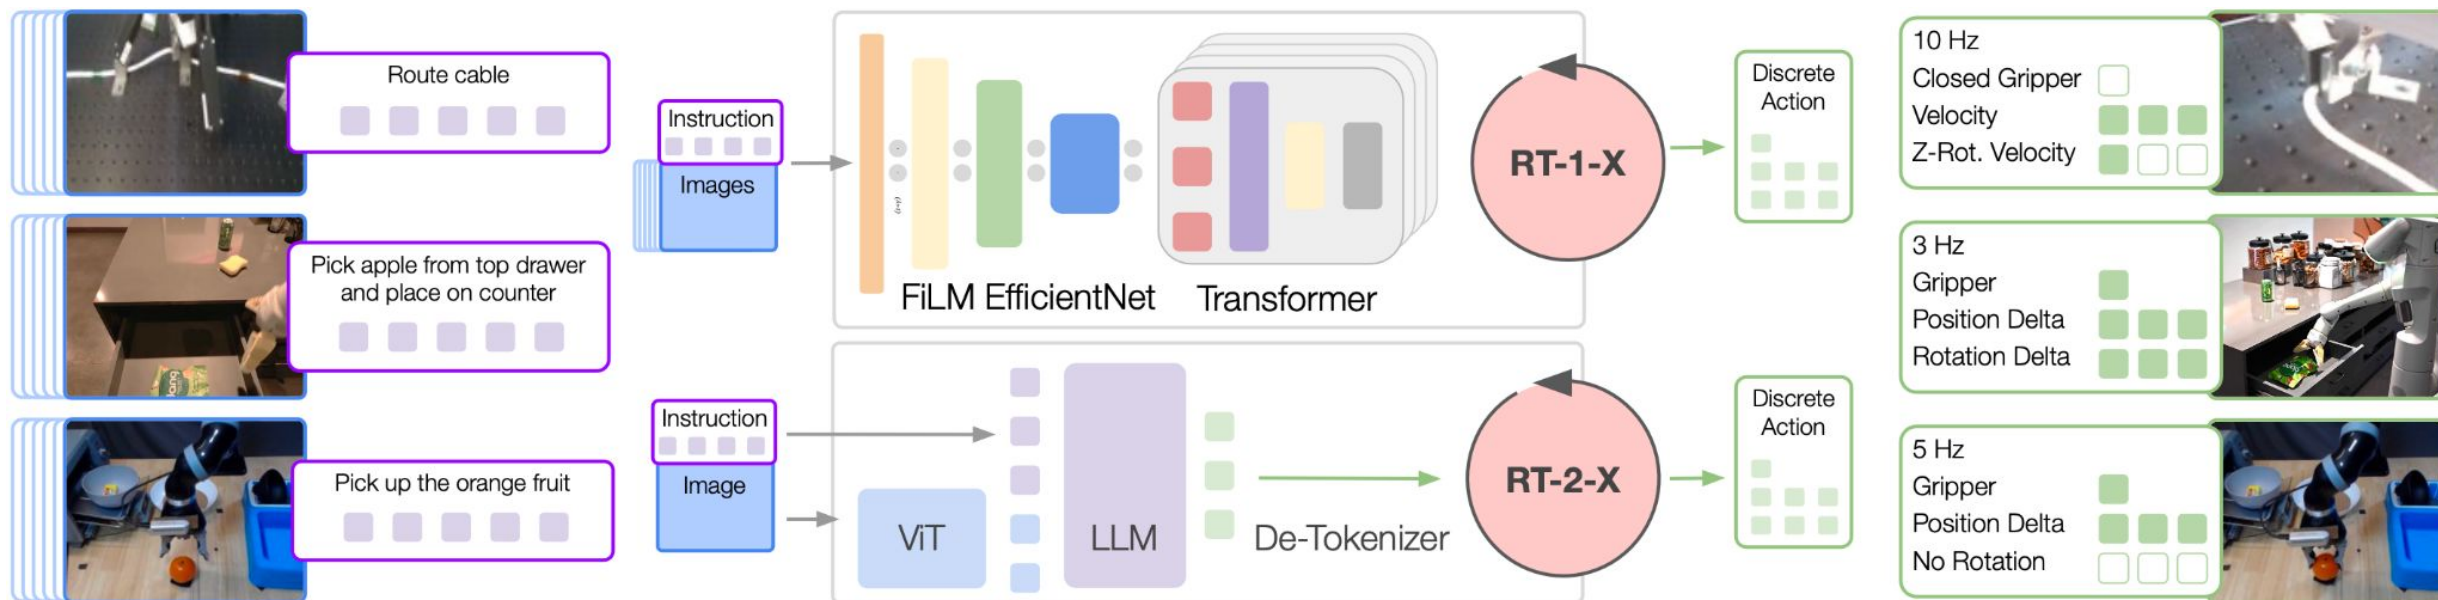 Route cable
Pick apple from top drawer
and place on counter
Pick up the orange fruit
Instruction
Images
FiLM EfficientNet
Transformer
RT-1-X
Discrete
Action
Instruction
Image
ViT
LLM
De-Tokenizer
RT-2-X
Discrete
Action
10 Hz
Closed Gripper
Velocity
Z-Rot. Velocity
3 Hz
Gripper
Position Delta
Rotation Delta
5 Hz
Gripper
Position Delta
No Rotation